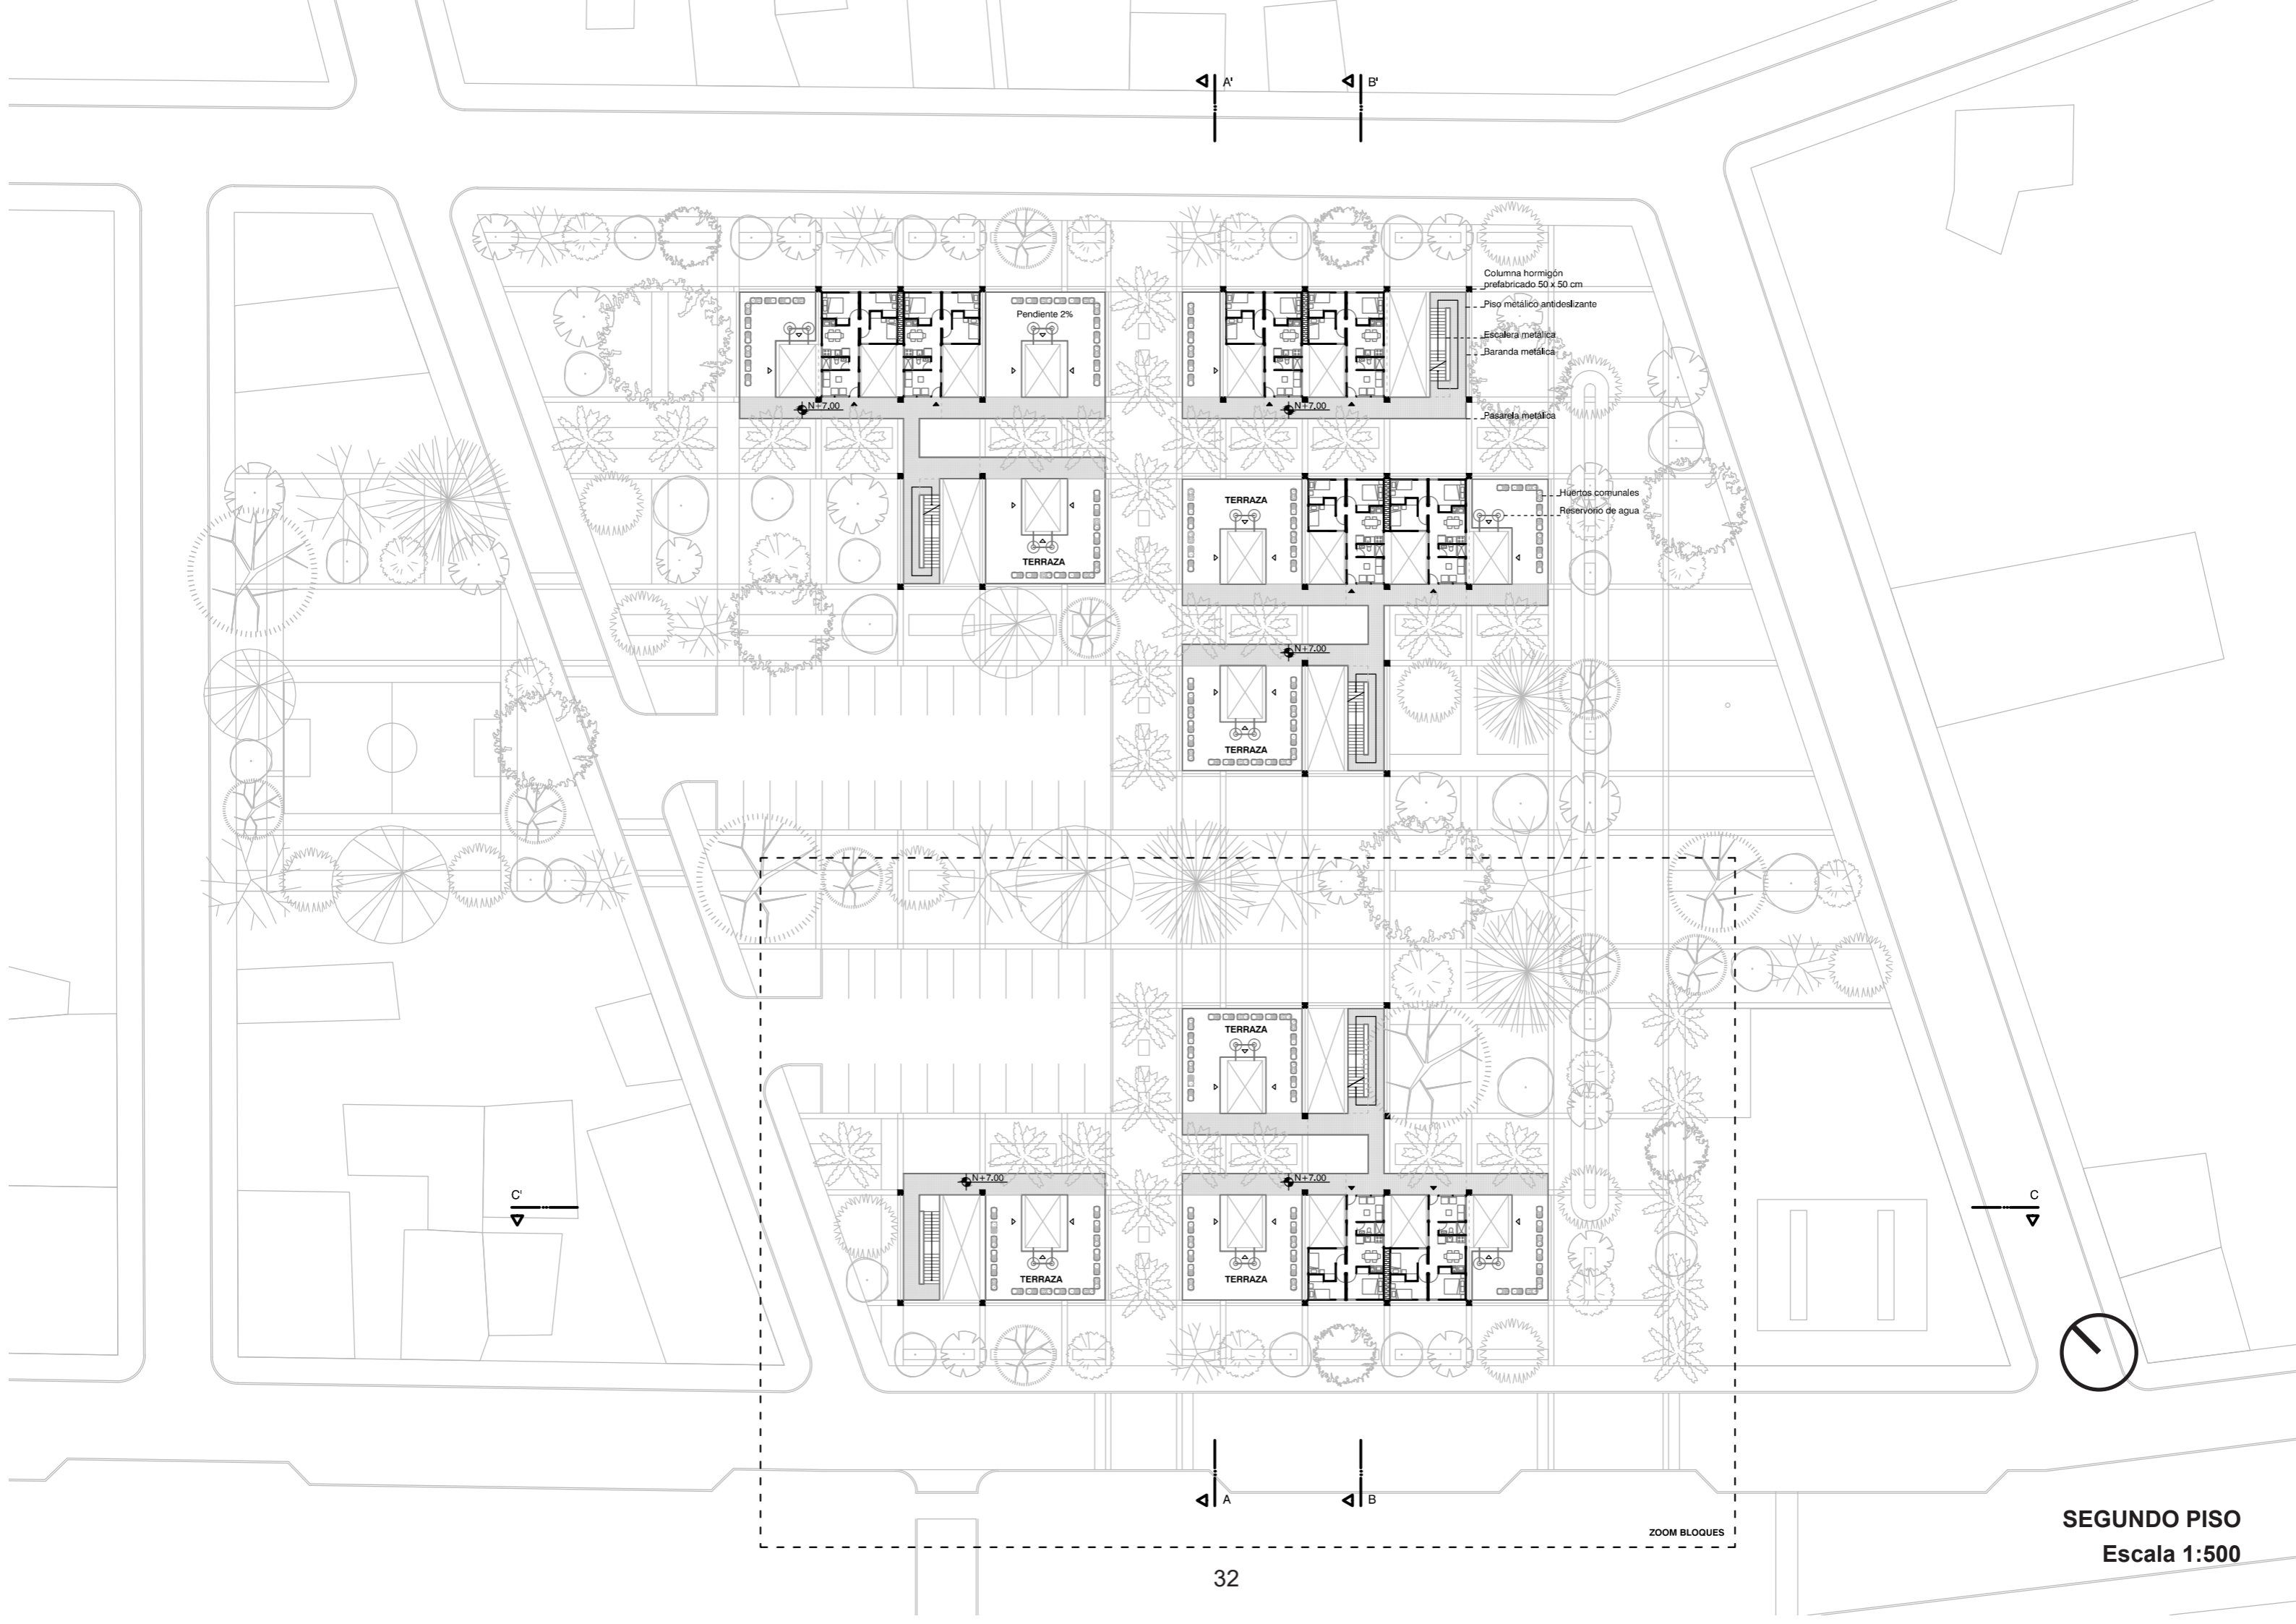 A'
B'
Columna hormigón
prefabricado 50 x 50 cm
Piso metálico antideslizante
Pendiente 2%
Escalera metálica
Baranda metálica
N+7.00
N+7.00
Pasarela metálica
TERRAZA
Huertos comunales
Reservorio de agua
TERRAZA
N+7.00
TERRAZA
TERRAZA
N+7.00
N+7.00
C'
C
TERRAZA
TERRAZA
A
B
ZOOM BLOQUES
SEGUNDO PISO
Escala 1:500
32